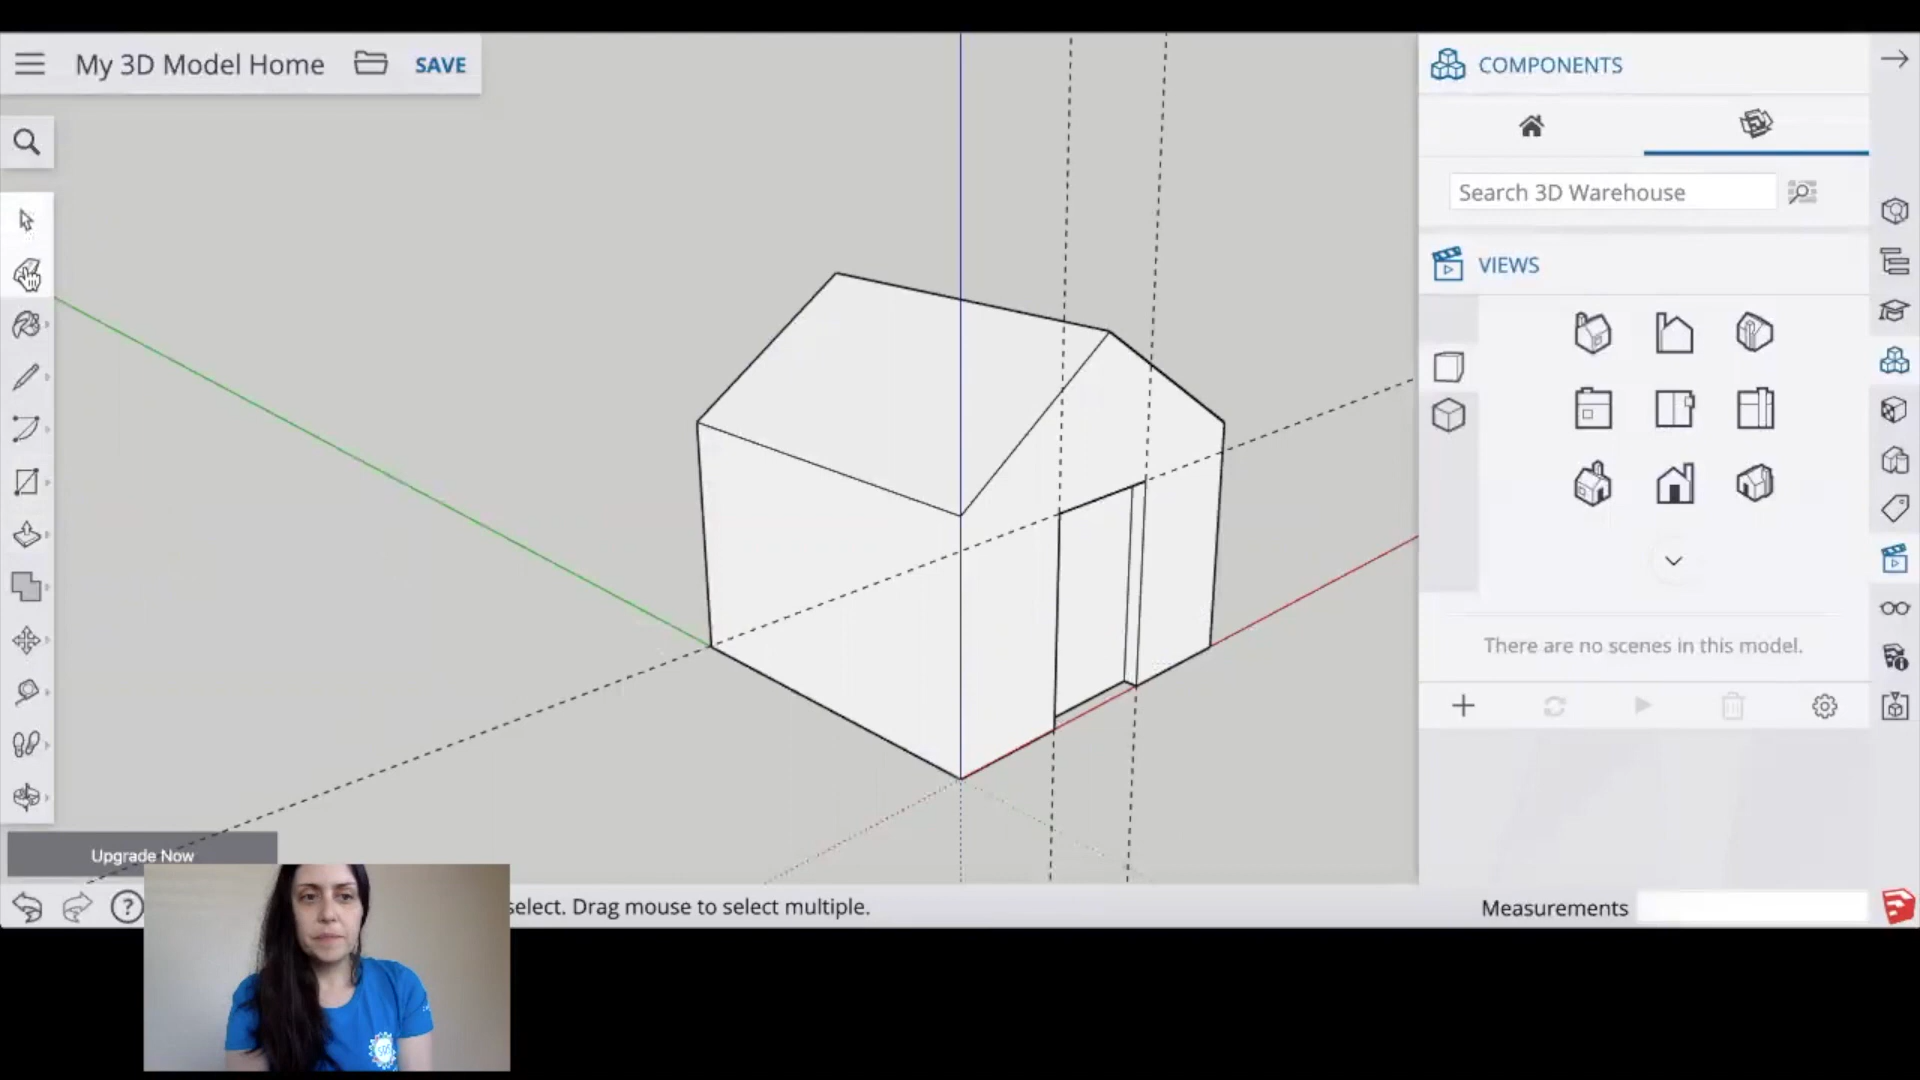 My 3D Model Home
SAVE
COMPONENTS
Search 3D Warehouse
VIEWS
There are no scenes in this model.
Upgrade Now
select. Drag mouse to select multiple.
Measurements